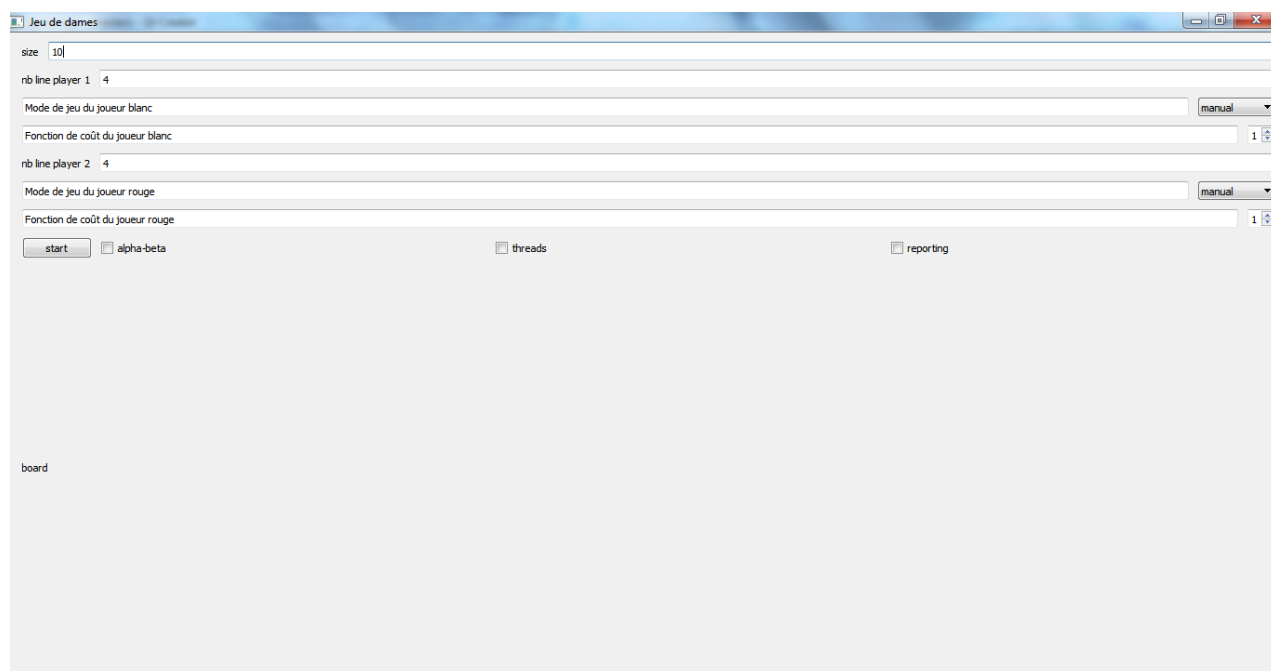 Jeu de dames
size 10
nb line player 1 4
Mode de jeu du joueur blanc manual
Fonction de coût du joueur blanc 1
nb line player 2 4
Mode de jeu du joueur rouge manual
Fonction de coût du joueur rouge 1
start alpha-beta threads reporting
board